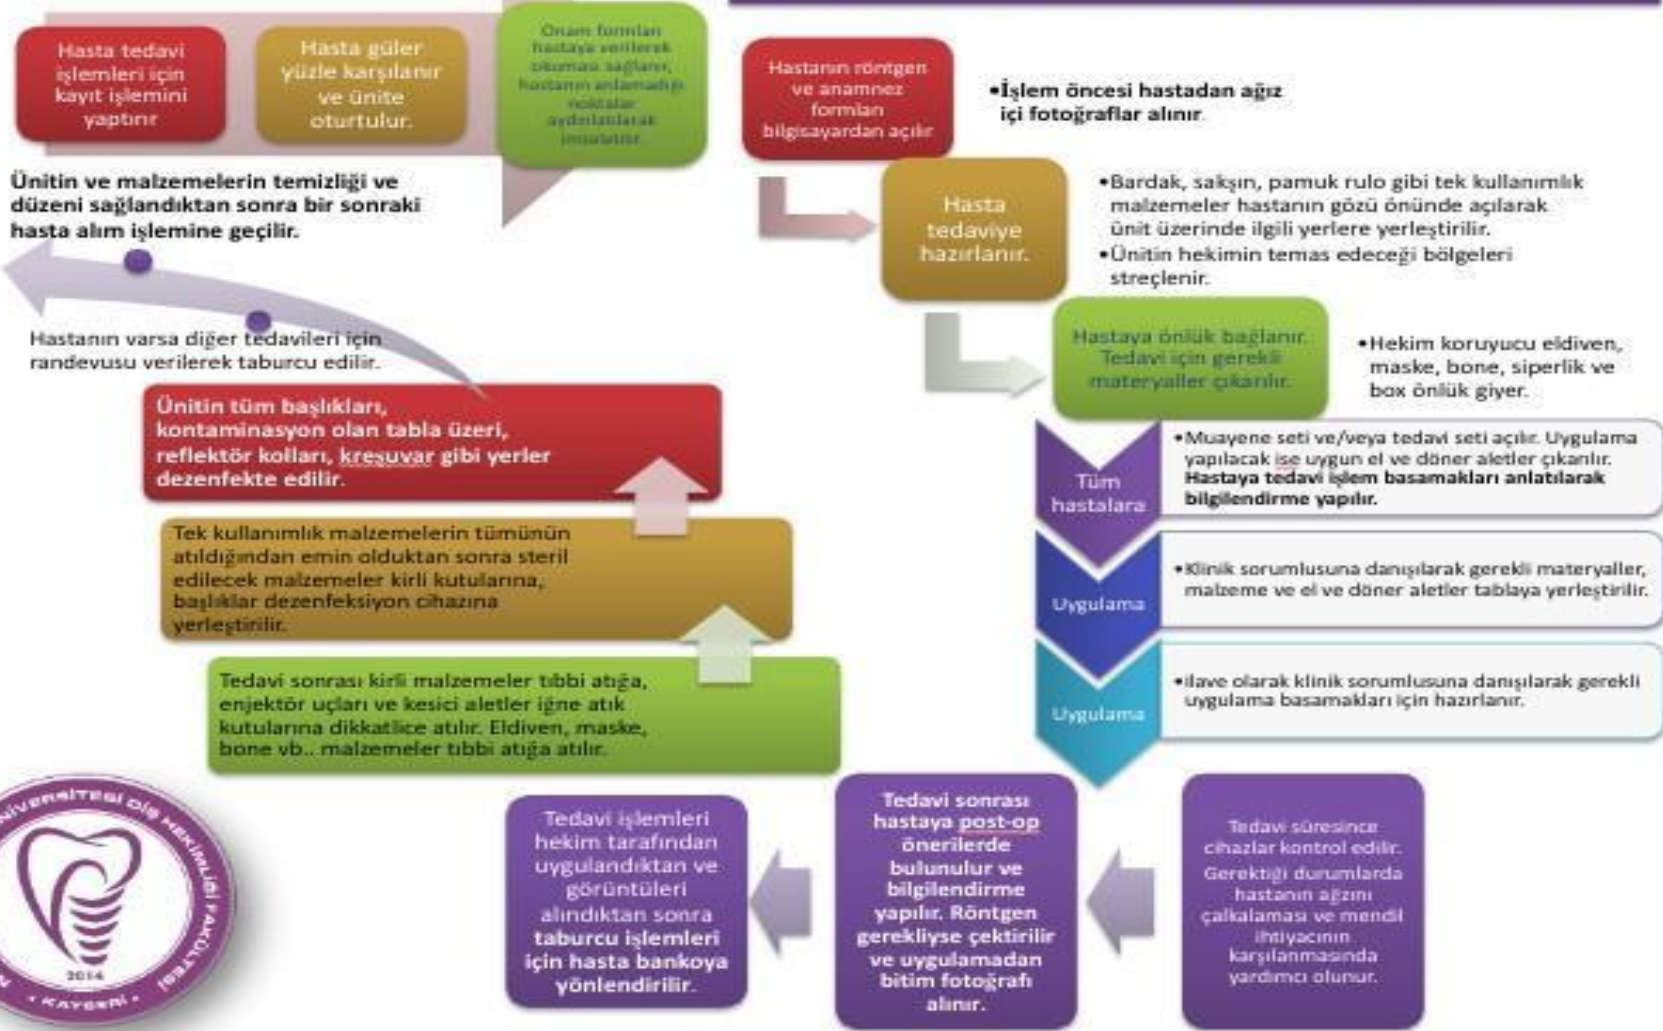 Hasta tedavi
işlemleri için
kayıt işlemini
yaptırır
Hasta güler
yüzle karşılanır
ve ünite
oturtulur.
Onam formları
hastaya verilerek
okuması sağlanır,
hastanın anlamadığı
noktalar
aydınlatılarak
imzalatılır.
Hastanın röntgen
ve anamnez
formları
bilgisayardan açılır
•İşlem öncesi hastadan ağız
içi fotoğraflar alınır.
Hasta
tedaviye
hazırlanır.
•Bardak, sakşın, pamuk rulo gibi tek kullanımlık
malzemeler hastanın gözü önünde açılarak
ünit üzerinde ilgili yerlere yerleştirilir.
•Ünitin hekimin temas edeceği bölgeleri
streçlenir.
Hastaya önlük bağlanır.
Tedavi için gerekli
materyaller çıkarılır.
•Hekim koruyucu eldiven,
maske, bone, siperlik ve
box önlük giyer.
Tüm
hastalara
•Muayene seti ve/veya tedavi seti açılır. Uygulama
yapılacak ise uygun el ve döner aletler çıkarılır.
Hastaya tedavi işlem basamakları anlatılarak
bilgilendirme yapılır.
Uygulama
•Klinik sorumlusuna danışılarak gerekli materyaller,
malzeme ve el ve döner aletler tablaya yerleştirilir.
Uygulama
•ilave olarak klinik sorumlusuna danışılarak gerekli
uygulama basamakları için hazırlanır.
Tedavi süresince
cihazlar kontrol edilir.
Gerektiği durumlarda
hastanın ağzını
çalkalaması ve mendil
ihtiyacının
karşılanmasında
yardımcı olunur.
Tedavi sonrası
hastaya post-op
önerilerde
bulunulur ve
bilgilendirme
yapılır. Röntgen
gerekliyse çektirilir
ve uygulamadan
bitim fotoğrafı
alınır.
Tedavi işlemleri
hekim tarafından
uygulandıktan ve
görüntüleri
alındıktan sonra
taburcu işlemleri
için hasta bankoya
yönlendirilir.
Tedavi sonrası kirli malzemeler tıbbi atığa,
enjektör uçları ve kesici aletler iğne atık
kutularına dikkatlice atılır. Eldiven, maske,
bone vb.. malzemeler tıbbi atığa atılır.
Tek kullanımlık malzemelerin tümünün
atıldığından emin olduktan sonra steril
edilecek malzemeler kirli kutularına,
başlıklar dezenfeksiyon cihazına
yerleştirilir.
Ünitin tüm başlıkları,
kontaminasyon olan tabla üzeri,
reflektör kolları, kreşuvar gibi yerler
dezenfekte edilir.
Hastanın varsa diğer tedavileri için
randevusu verilerek taburcu edilir.
Ünitin ve malzemelerin temizliği ve
düzeni sağlandıktan sonra bir sonraki
hasta alım işlemine geçilir.
NİVERSİTESİ DİŞ HEKİMLİĞİ FAKÜLTESİ
2014
• KAYSERİ •